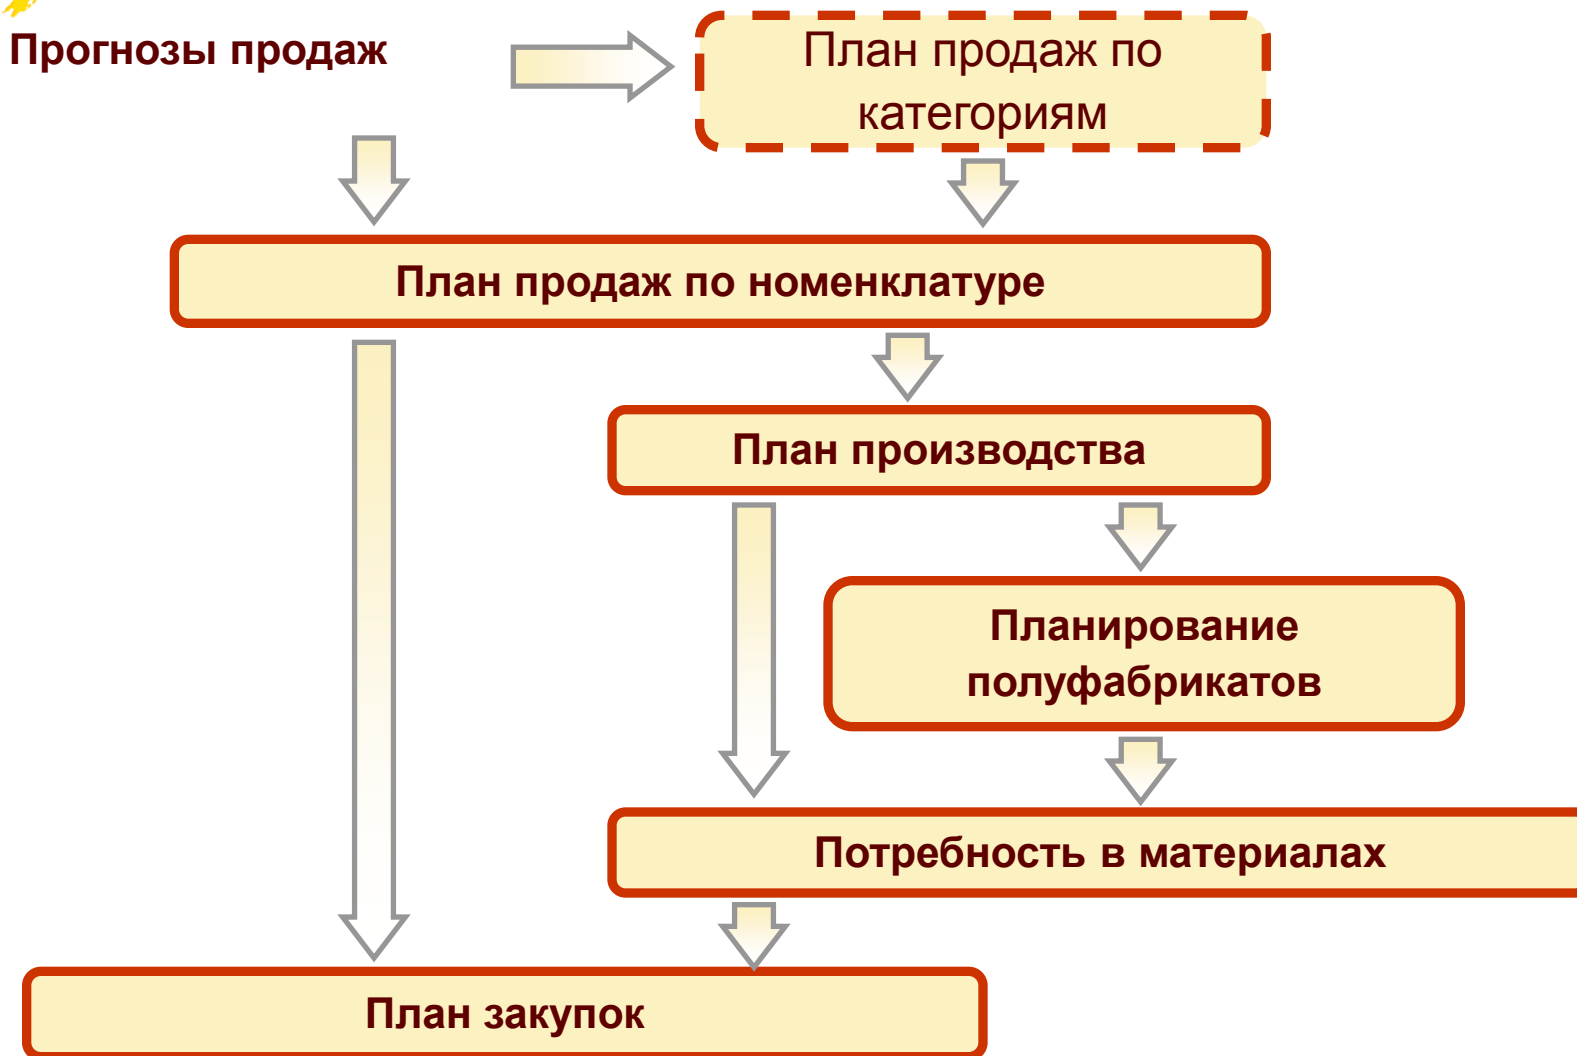 Прогнозы продаж
План продаж по
категориям
План продаж по номенклатуре
План производства
Планирование
полуфабрикатов
Потребность в материалах
План закупок